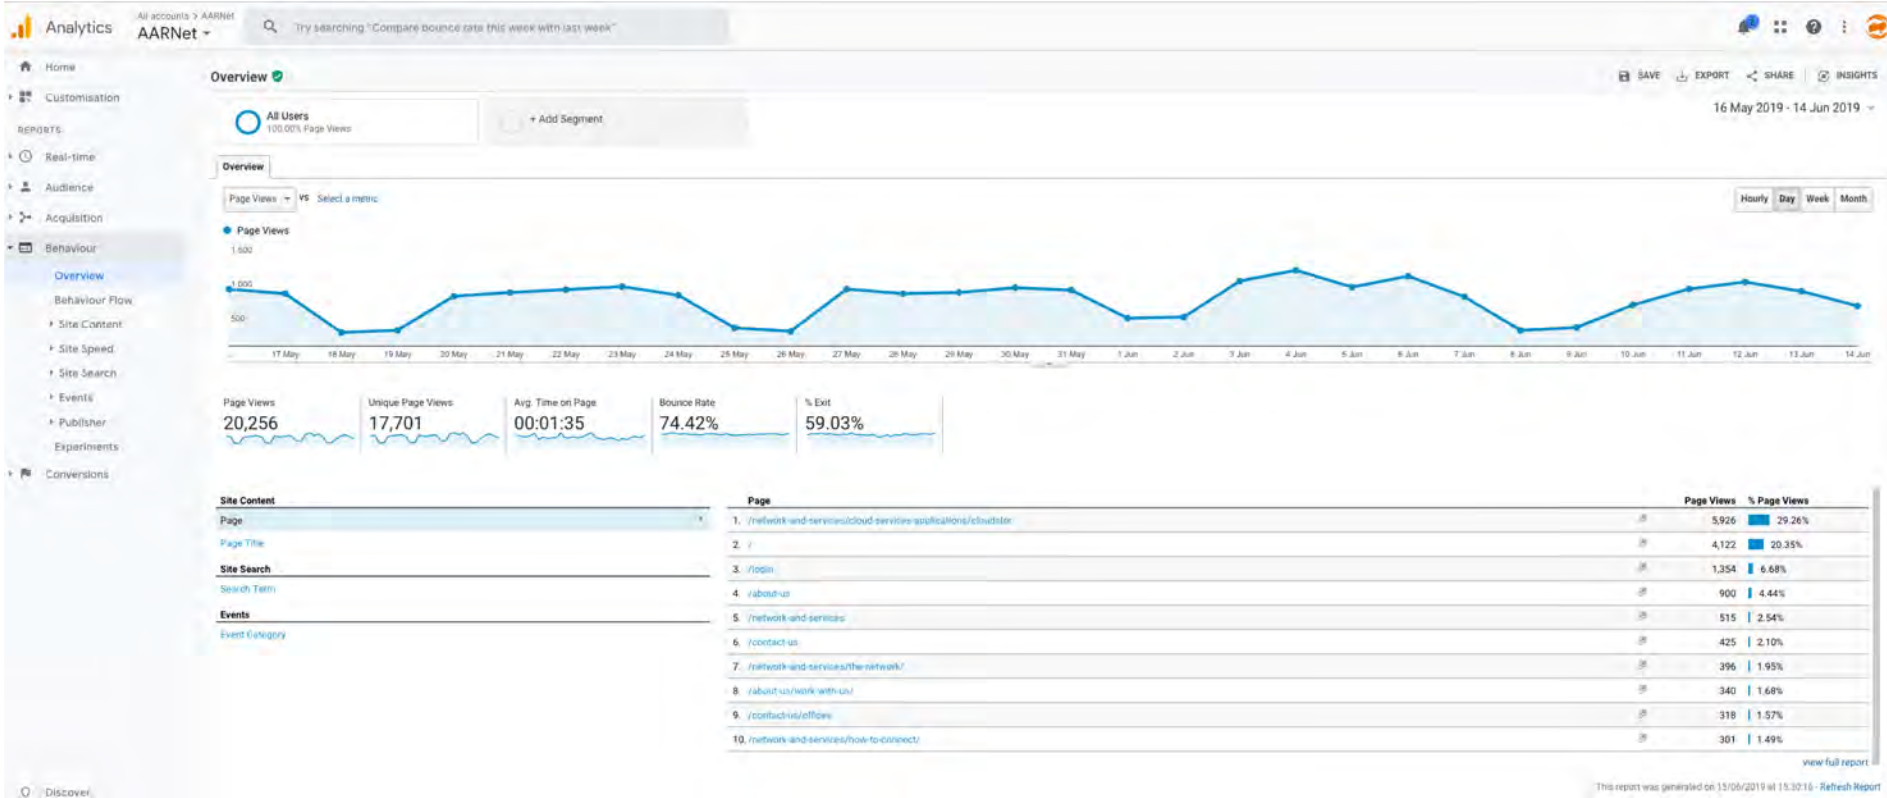 Analytics
All accounts > AARNet
AARNet
Try searching "Compare bounce rate this week with last week"
2
Home
Customisation
REPORTS
Real-time
Audience
Acquisition
Behaviour
Overview
Behaviour Flow
Site Content
Site Speed
Site Search
Events
Publisher
Experiments
Conversions
Discover
Overview
SAVE
EXPORT
SHARE
INSIGHTS
All Users
100.00% Page Views
+ Add Segment
16 May 2019 - 14 Jun 2019
Overview
Page Views VS Select a metric
Hourly Day Week Month
Page Views
1,500
1,000
500
... 17 May 18 May 19 May 20 May 21 May 22 May 23 May 24 May 25 May 26 May 27 May 28 May 29 May 30 May 31 May 1 Jun 2 Jun 3 Jun 4 Jun 5 Jun 6 Jun 7 Jun 8 Jun 9 Jun 10 Jun 11 Jun 12 Jun 13 Jun 14 Jun
Page Views
20,256
Unique Page Views
17,701
Avg. Time on Page
00:01:35
Bounce Rate
74.42%
% Exit
59.03%
Site Content
Page
Page Title
Site Search
Search Term
Events
Event Category
Page Page Views % Page Views
1. /network-and-services/cloud-services-applications/cloudstor 5,926 29.26%
2. / 4,122 20.35%
3. /login 1,354 6.68%
4. /about-us 900 4.44%
5. /network-and-services 515 2.54%
6. /contact-us 425 2.10%
7. /network-and-services/the-network/ 396 1.95%
8. /about-us/work-with-us/ 340 1.68%
9. /contact-us/offices 318 1.57%
10. /network-and-services/how-to-connect/ 301 1.49%
view full report
This report was generated on 15/06/2019 at 15:30:16 - Refresh Report